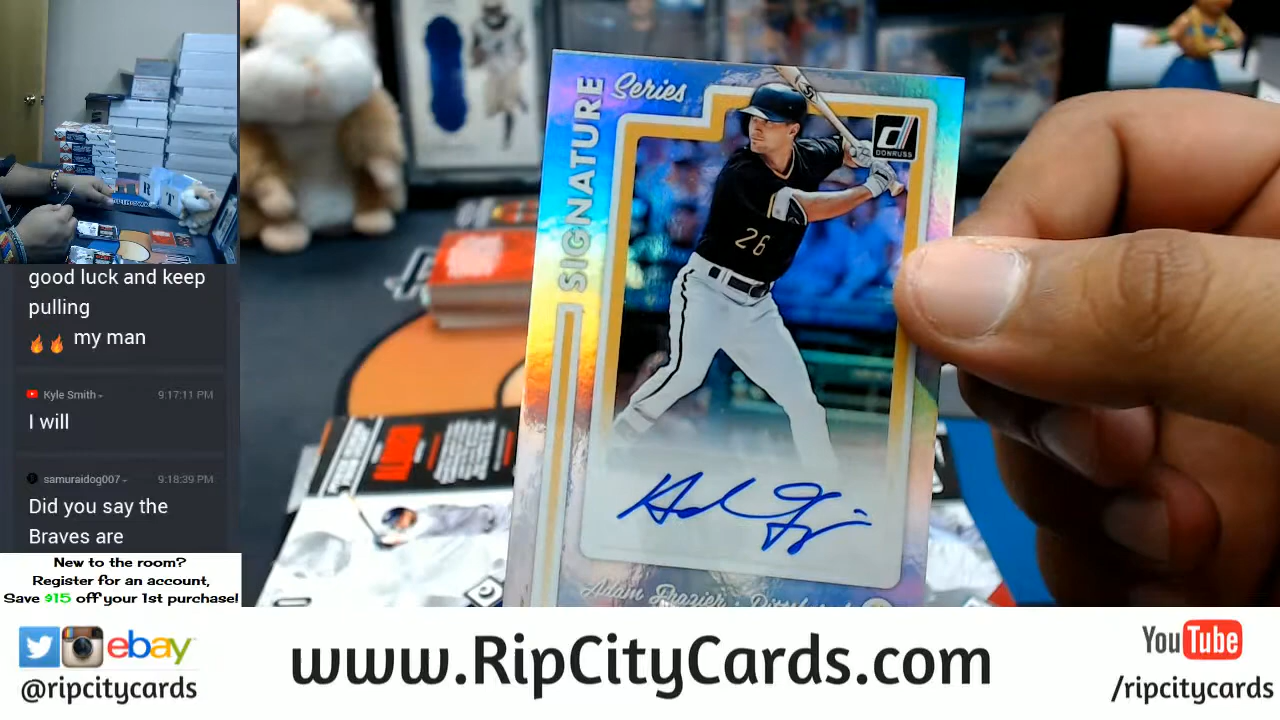 good luck and keep
pulling
my man
Kyle Smith
9:17:11 PM
I will
samuraidog007
9:18:39 PM
Did you say the
Braves are
New to the room?
Register for an account,
Save $15 off your 1st purchase!
SIGNATURE
Series
DONRUSS
26
Adam Frazier
R
T
ebay
@ripcitycards
www.RipCityCards.com
YouTube
/ripcitycards